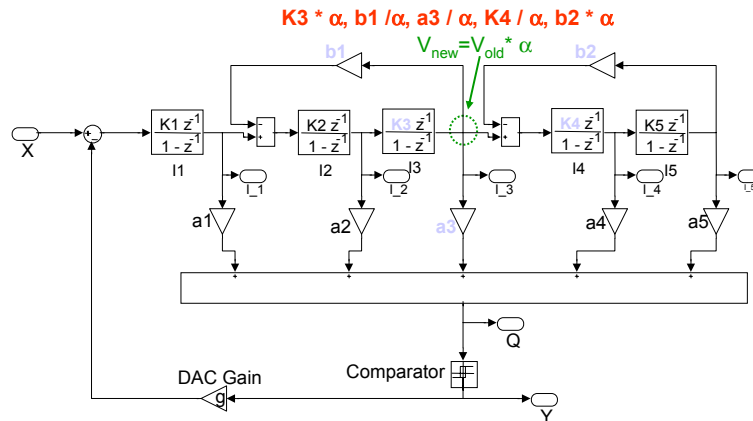 K3 * α, b1 /α, a3 / α, K4 / α, b2 * α
b1
V_new=V_old* α
b2
X
K1 z^-1
1 - z^-1
I1
K2 z^-1
1 - z^-1
I2
K3 z^-1
1 - z^-1
I3
K4 z^-1
1 - z^-1
I4
K5 z^-1
1 - z^-1
I5
I_1
I_2
I_3
I_4
a1
a2
a3
a4
a5
Q
Comparator
DAC Gain
g
Y